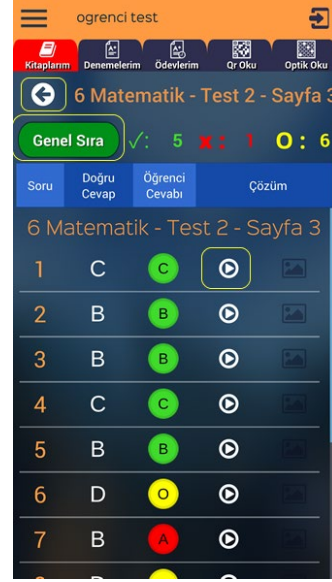 ogrenci test
Kitaplarım Denemelerim Ödevlerim Qr Oku Optik Oku
6 Matematik - Test 2 - Sayfa 3
Genel Sıra √: 5 x: 1 O: 6
Soru Doğru Cevap Öğrenci Cevabı Çözüm
6 Matematik - Test 2 - Sayfa 3
1 C C
2 B B
3 B B
4 C C
5 B B
6 D O
7 B A